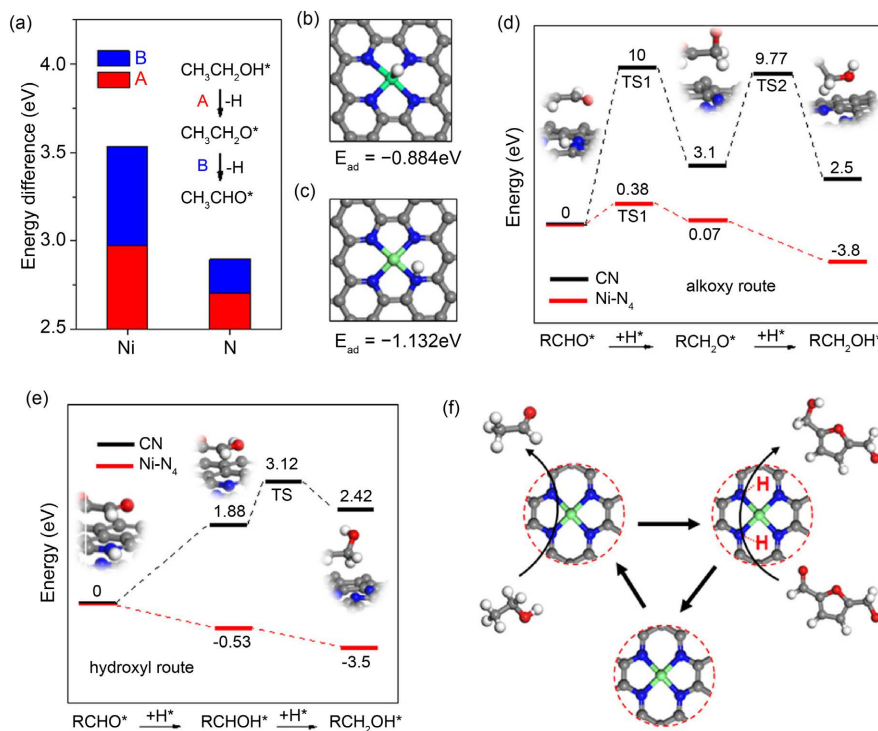 (a)
Energy difference (eV)
4.0
3.5
3.0
2.5
B
A
CH₃CH₂OH*
A -H
CH₃CH₂O*
B -H
CH₃CHO*
Ni
N
(b)
E_ad = −0.884eV
(c)
E_ad = −1.132eV
(d)
Energy (eV)
10
TS1
9.77
TS2
3.1
2.5
0
0.38
TS1
0.07
-3.8
CN
Ni-N₄
alkoxy route
RCHO* +H* RCH₂O* +H* RCH₂OH*
(e)
Energy (eV)
CN
Ni-N₄
3.12
TS
1.88
2.42
0
-0.53
-3.5
hydroxyl route
RCHO* +H* RCHOH* +H* RCH₂OH*
(f)
H
H